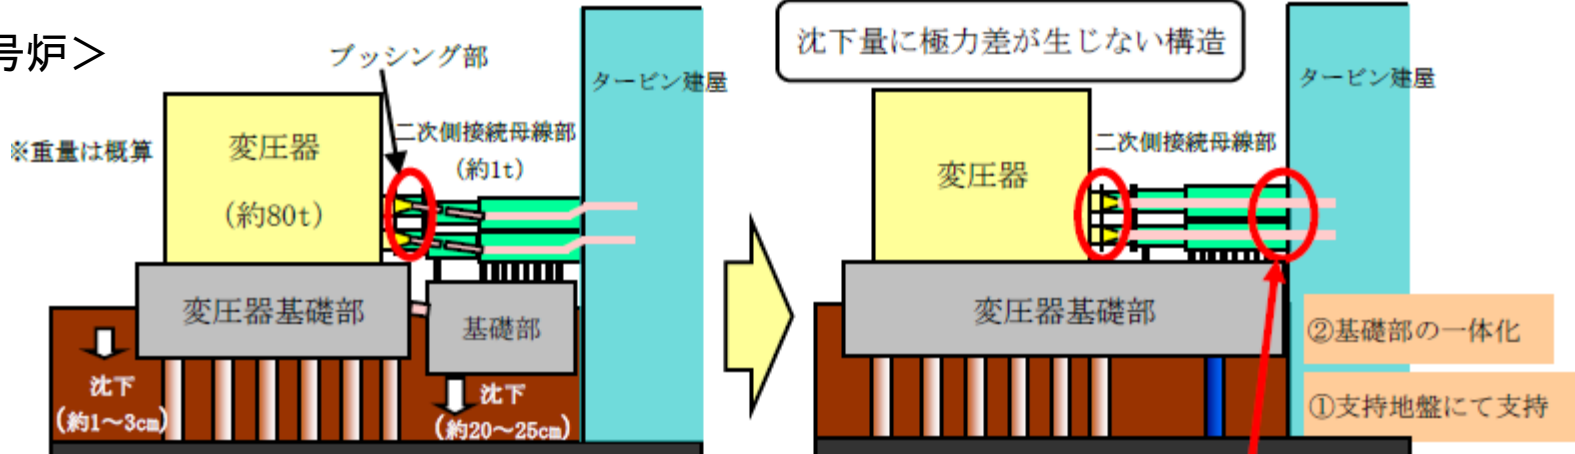 号炉＞
ブッシング部
※重量は概算
変圧器
(約80t)
二次側接続母線部
(約1t)
タービン建屋
変圧器基礎部
基礎部
沈下
(約1～3cm)
沈下
(約20～25cm)
沈下量に極力差が生じない構造
タービン建屋
二次側接続母線部
変圧器
変圧器基礎部
②基礎部の一体化
①支持地盤にて支持